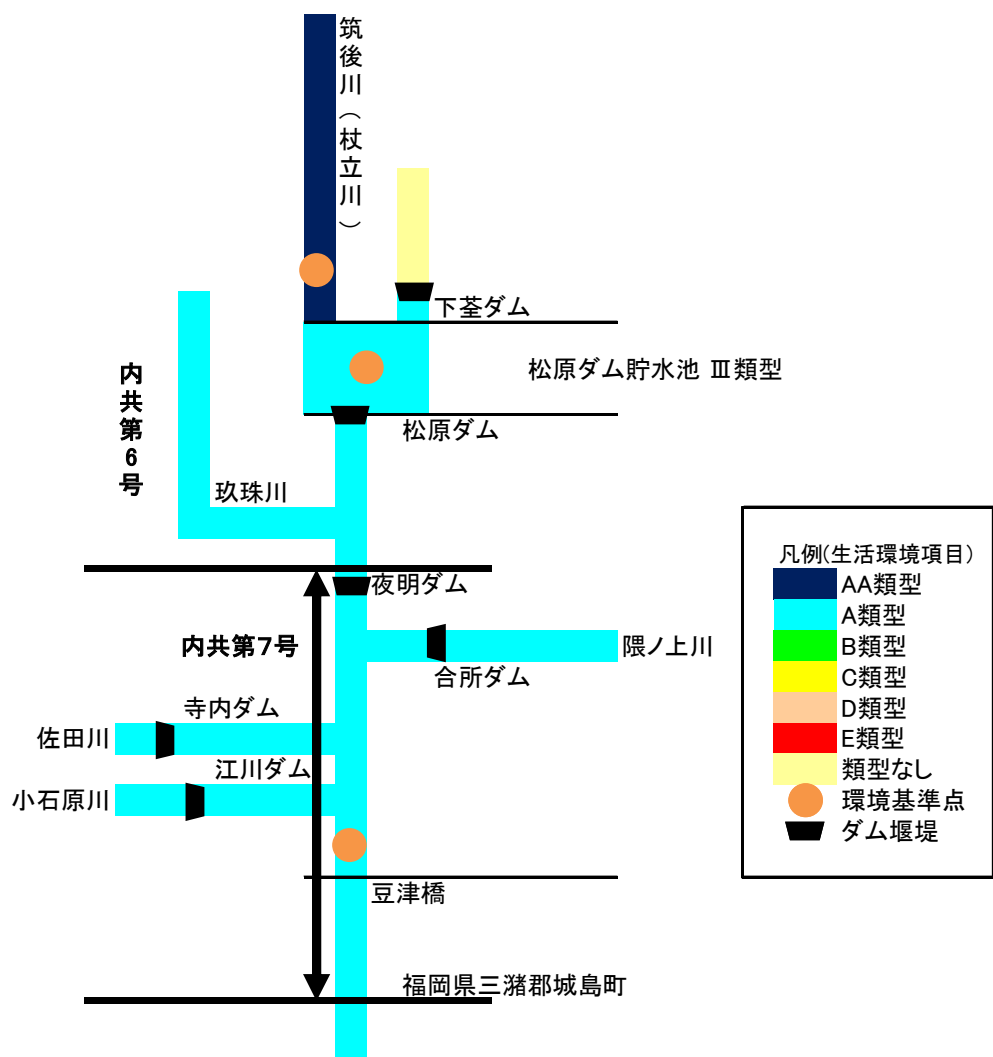 筑後川（杖立川）
下荃ダム
松原ダム貯水池 Ⅲ類型
松原ダム
内共第6号
玖珠川
夜明ダム
内共第7号
隈ノ上川
合所ダム
寺内ダム
佐田川
江川ダム
小石原川
豆津橋
福岡県三潴郡城島町
凡例(生活環境項目)
AA類型
A類型
B類型
C類型
D類型
E類型
類型なし
環境基準点
ダム堰堤